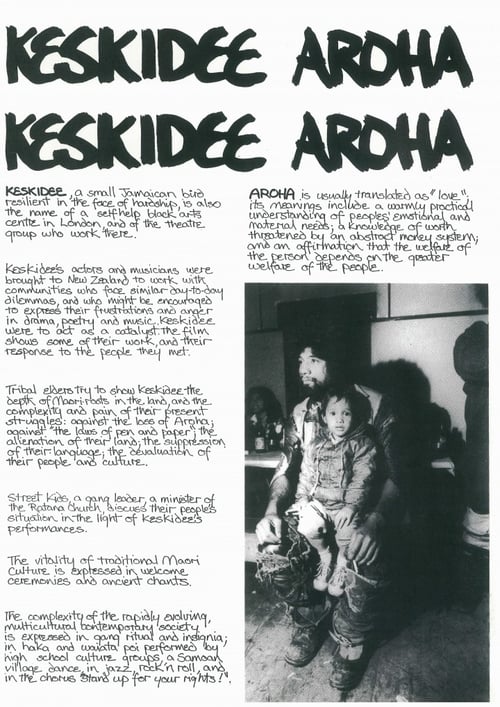 KESKIDEE AROHA
KESKIDEE AROHA
KESKIDEE, a small Jamaican bird
resilient in the face of hardship, is also
the name of a self-help black arts
centre in London, and of the theatre
group who work there.
Keskidee's actors and musicians were
brought to New Zealand to work with
communities who face similar day-to-day
dilemmas, and who might be encouraged
to express their frustrations and anger
in drama, poetry and music. Keskidee
were to act as a catalyst. The film
shows some of their work, and their
response to the people they met.
Tribal elders try to show Keskidee the
depth of Maori roots in the land, and the
complexity and pain of their present
struggles: against the loss of Aroha;
against "the laws of pen and paper"; the
alienation of their land; the suppression
of their language; the devaluation of
their people and culture.
Street kids, a gang leader, a minister of
the Ratana Church, discuss their people's
situation in the light of Keskidee's
performances.
The vitality of traditional Maori
Culture is expressed in welcome
ceremonies and ancient chants.
The complexity of the rapidly evolving,
multicultural contemporary society
is expressed in gang ritual and insignia;
in haka and waiata poi performed by
high school culture groups, a Samoan
village dance, in jazz, rock'n roll, and
in the chorus "Stand up for your rights!".
AROHA is usually translated as "love";
its meanings include a warmly practical
understanding of peoples' emotional and
material needs; a knowledge of worth
threatened by an abstract money system;
and an affirmation that the welfare of
the person depends on the greater
welfare of the people.